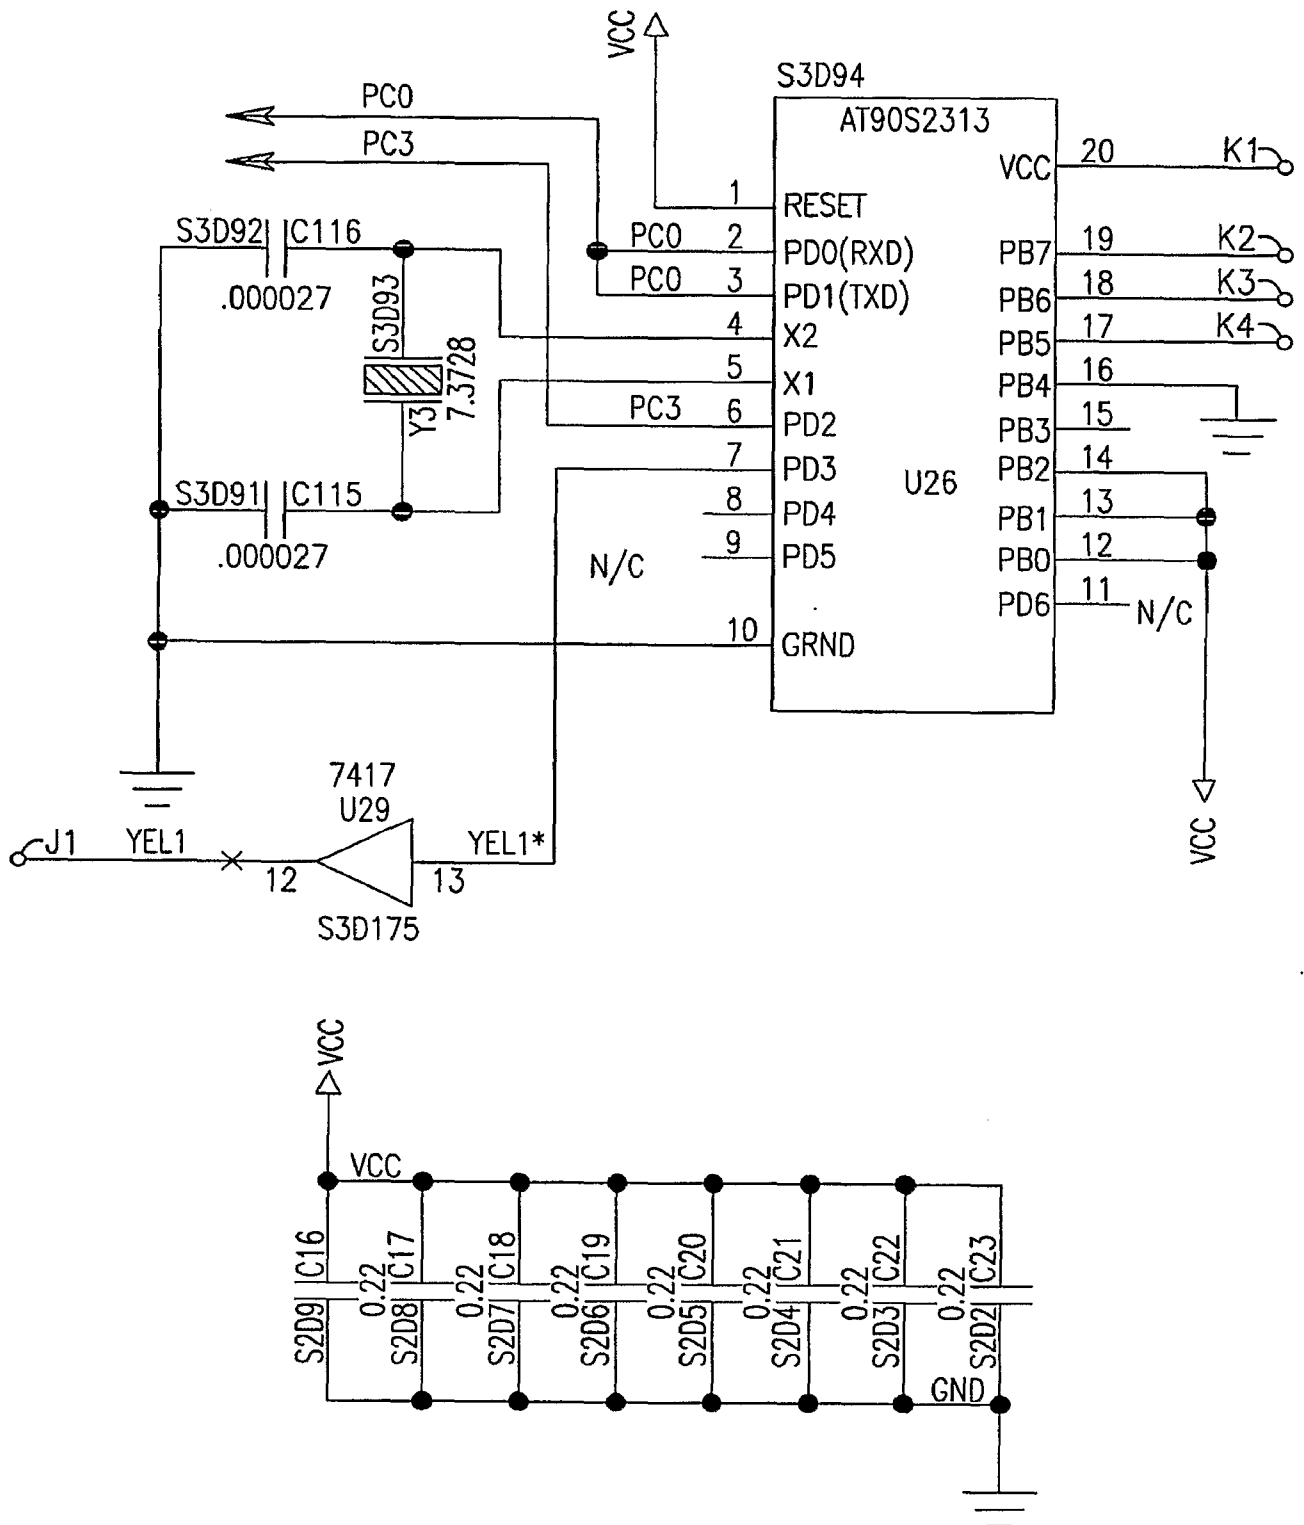 VCC
S3D94
AT90S2313
PC0
PC3
VCC 20 K1
1 RESET
S3D92 C116
.000027
PC0 2 PD0(RXD)
PB7 19 K2
PC0 3 PD1(TXD)
PB6 18 K3
S3D93
Y3
7.3728
4 X2
PB5 17 K4
5 X1
PB4 16
PC3 6 PD2
PB3 15
7 PD3
PB2 14
U26
S3D91 C115
.000027
8 PD4
PB1 13
9 PD5
N/C
PB0 12
PD6 11 N/C
10 GRND
VCC
7417
U29
J1 YEL1
12
13
YEL1*
S3D175
VCC
VCC
C16 0.22 C17 0.22 C18 0.22 C19 0.22 C20 0.22 C21 0.22 C22 0.22 C23
S2D9 S2D8 S2D7 S2D6 S2D5 S2D4 S2D3 S2D2
GND